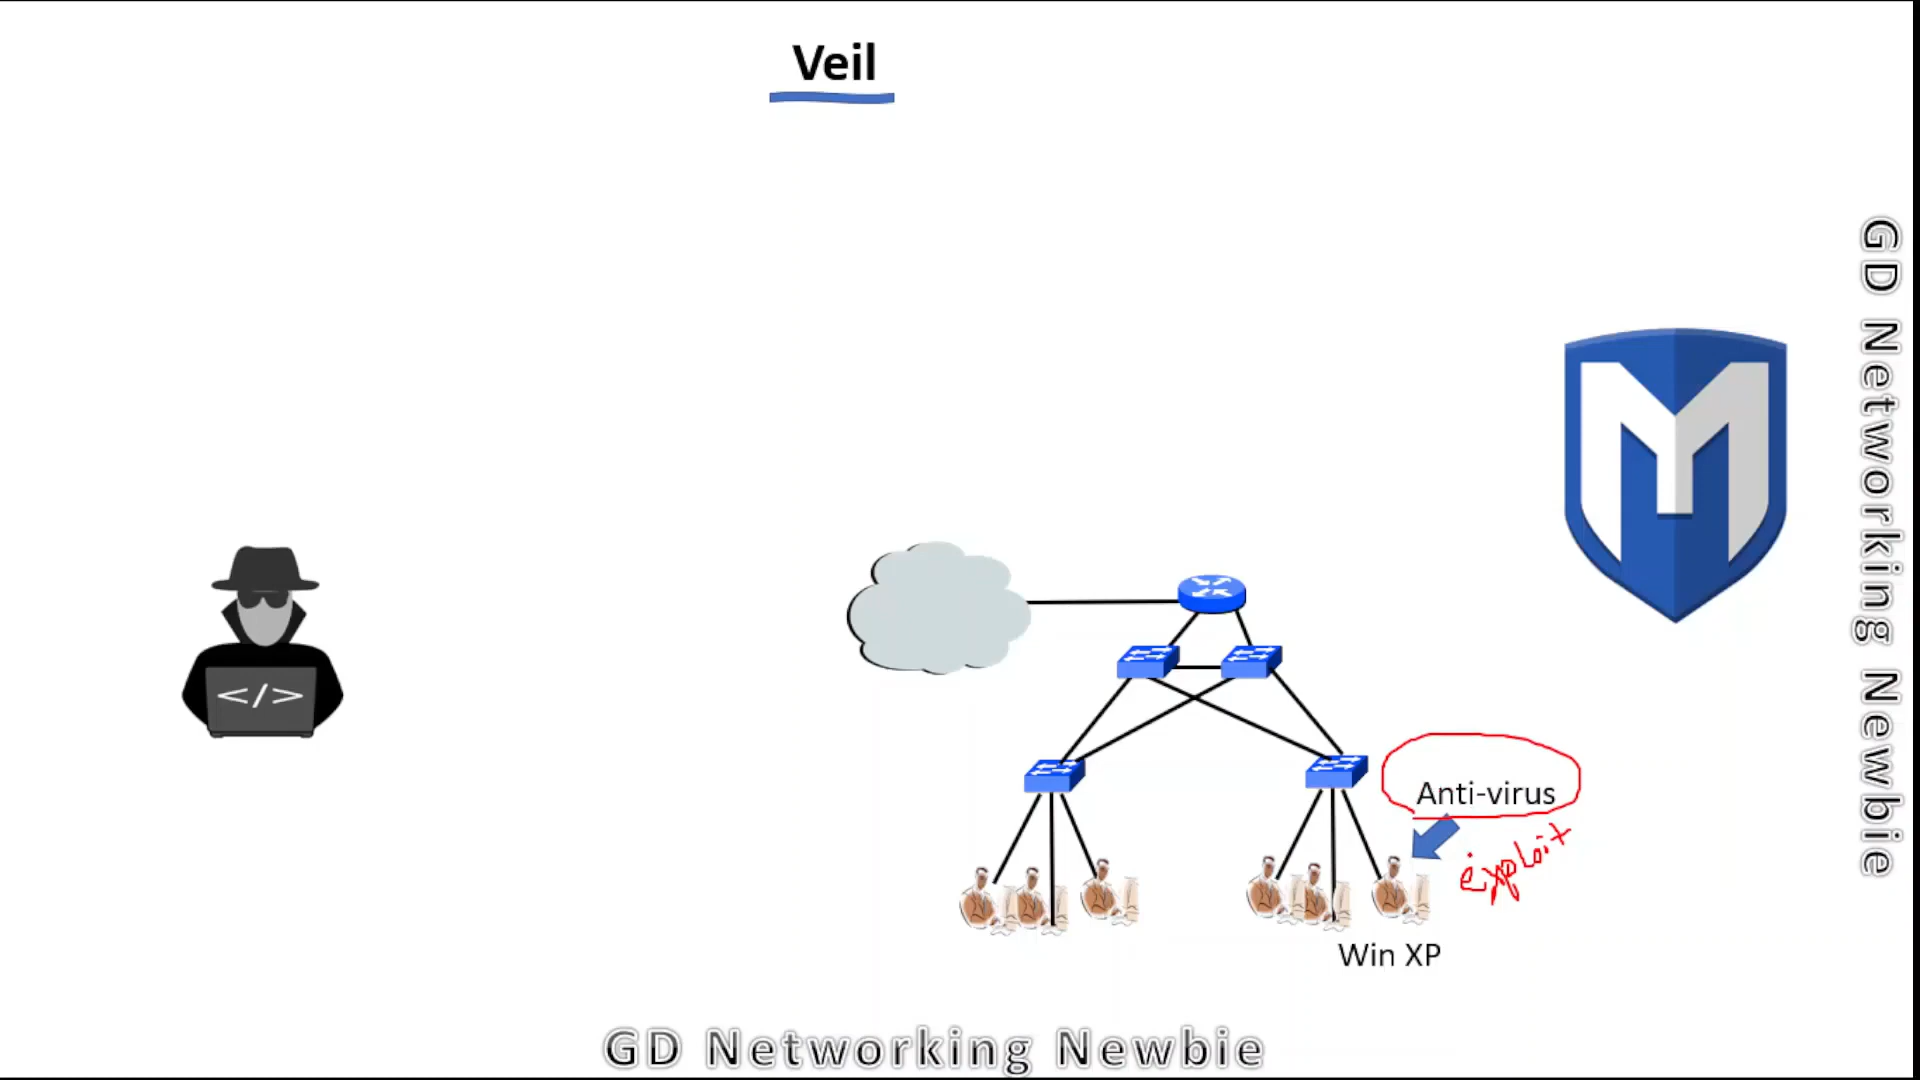 Veil
</>
Anti-virus
exploit
Win XP
GD Networking Newbie
GD Networking Newbie